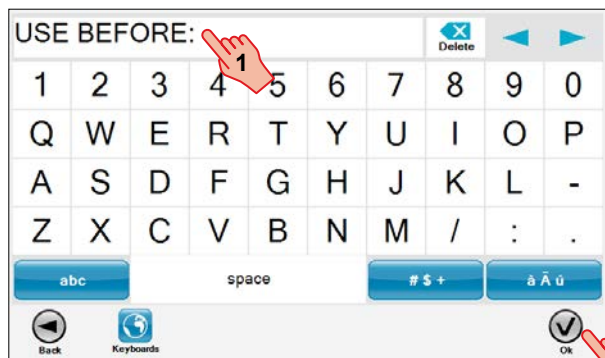 USE BEFORE:
Delete
1
1 2 3 4 5 6 7 8 9 0
Q W E R T Y U I O P
A S D F G H J K L -
Z X C V B N M / : .
abc space # $ + à Ã ú
Back Keyboards Ok